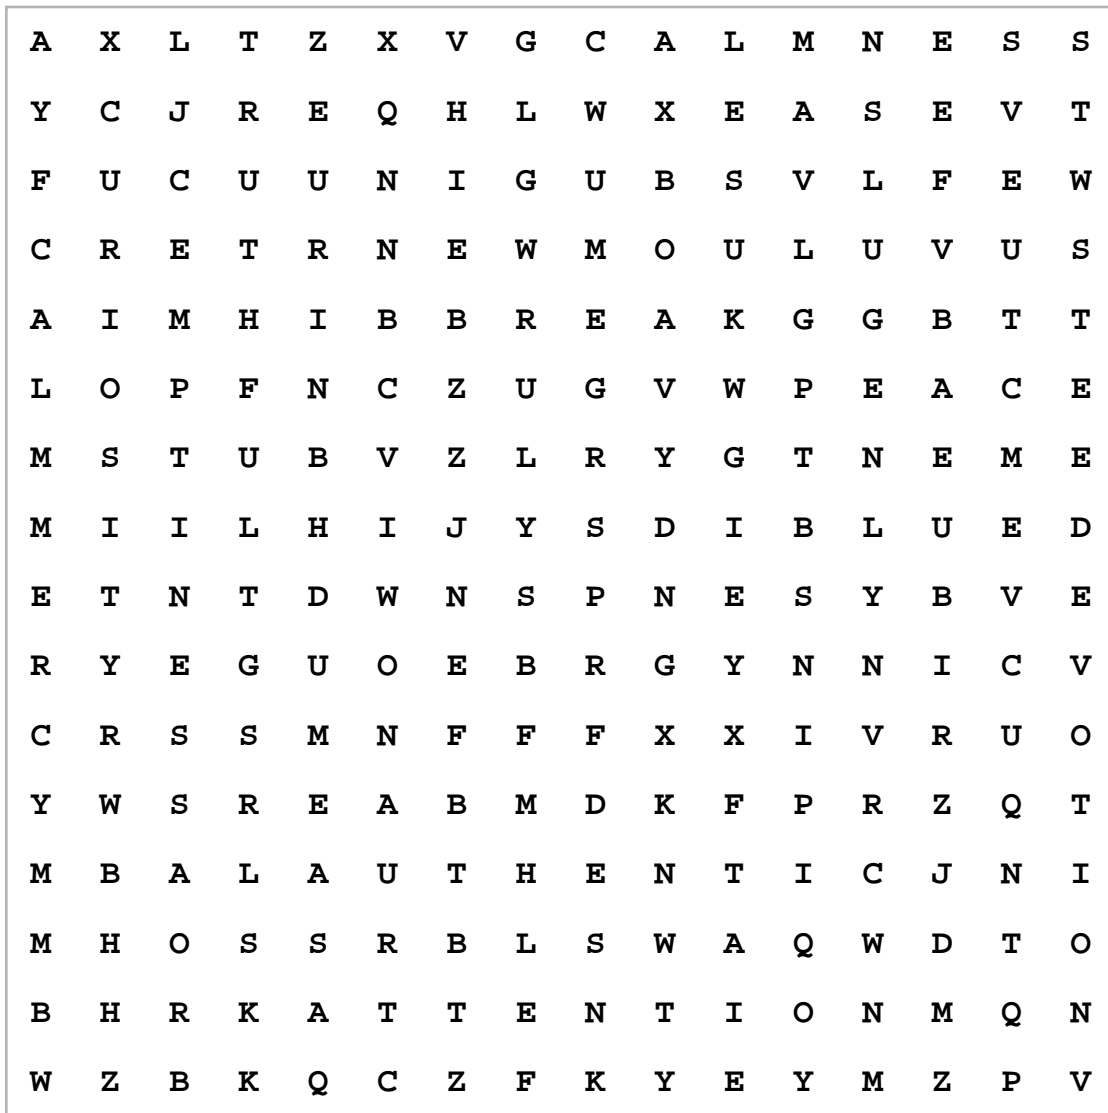 A X L T Z X V G C A L M N E S S
Y C J R E Q H L W X E A S E V T
F U C U U N I G U B S V L F E W
C R E T R N E W M O U L U V U S
A I M H I B B R E A K G G B T T
L O P F N C Z U G V W P E A C E
M S T U B V Z L R Y G T N E M E
M I I L H I J Y S D I B L U E D
E T N T D W N S P N E S Y B V E
R Y E G U O E B R G Y N N I C V
C R S S M N F F F X X I V R U O
Y W S R E A B M D K F P R Z Q T
M B A L A U T H E N T I C J N I
M H O S S R B L S W A Q W D T O
B H R K A T T E N T I O N M Q N
W Z B K Q C Z F K Y E Y M Z P V